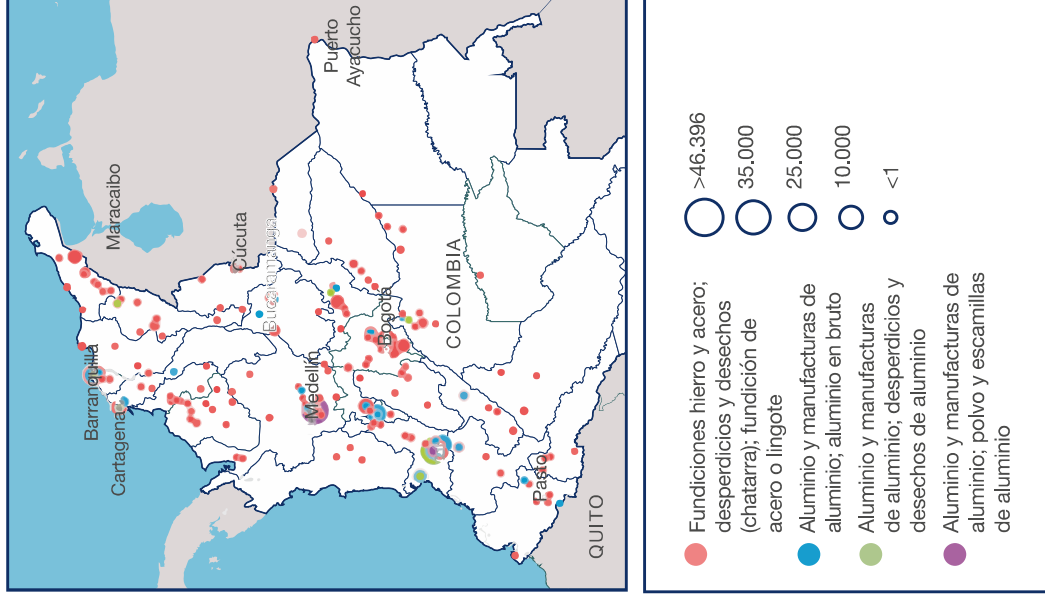 Maracaibo
Barranquilla
Cartagena
Cúcuta
Bucaramanga
Puerto
Ayacucho
Medellín
Bogotá
COLOMBIA
Pasto
QUITO
Fundiciones hierro y acero;
desperdicios y desechos
(chatarra); fundición de
acero o lingote
Aluminio y manufacturas de
aluminio; aluminio en bruto
Aluminio y manufacturas
de aluminio; desperdicios y
desechos de aluminio
Aluminio y manufacturas de
aluminio; polvo y escamillas
de aluminio
>46.396
35.000
25.000
10.000
<1